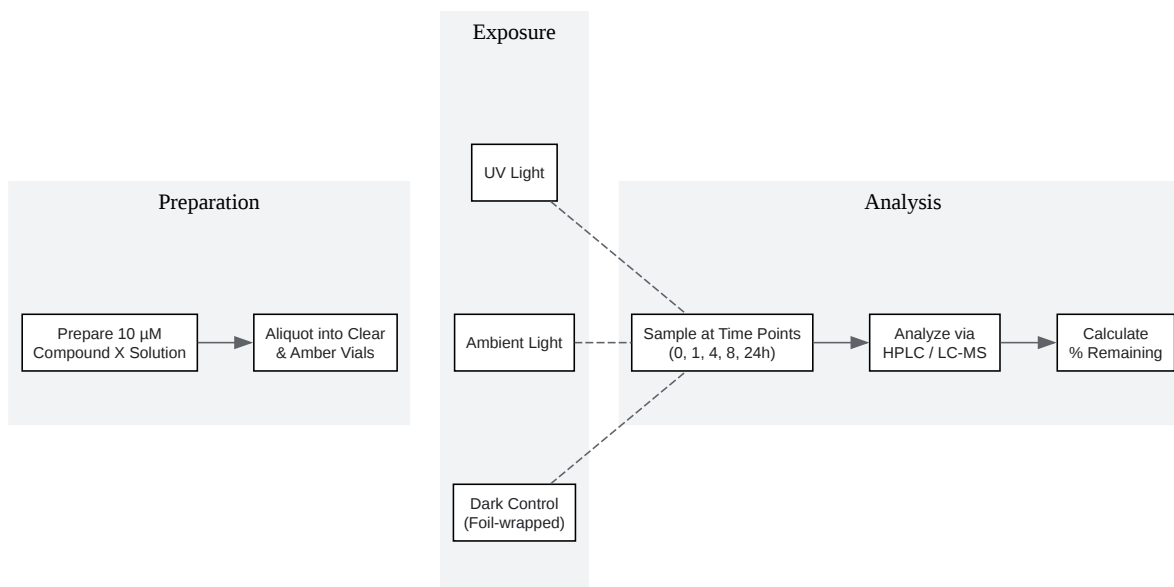 Preparation
Prepare 10 µM
Compound X Solution
Aliquot into Clear
& Amber Vials
Exposure
UV Light
Ambient Light
Dark Control
(Foil-wrapped)
Analysis
Sample at Time Points
(0, 1, 4, 8, 24h)
Analyze via
HPLC / LC-MS
Calculate
% Remaining